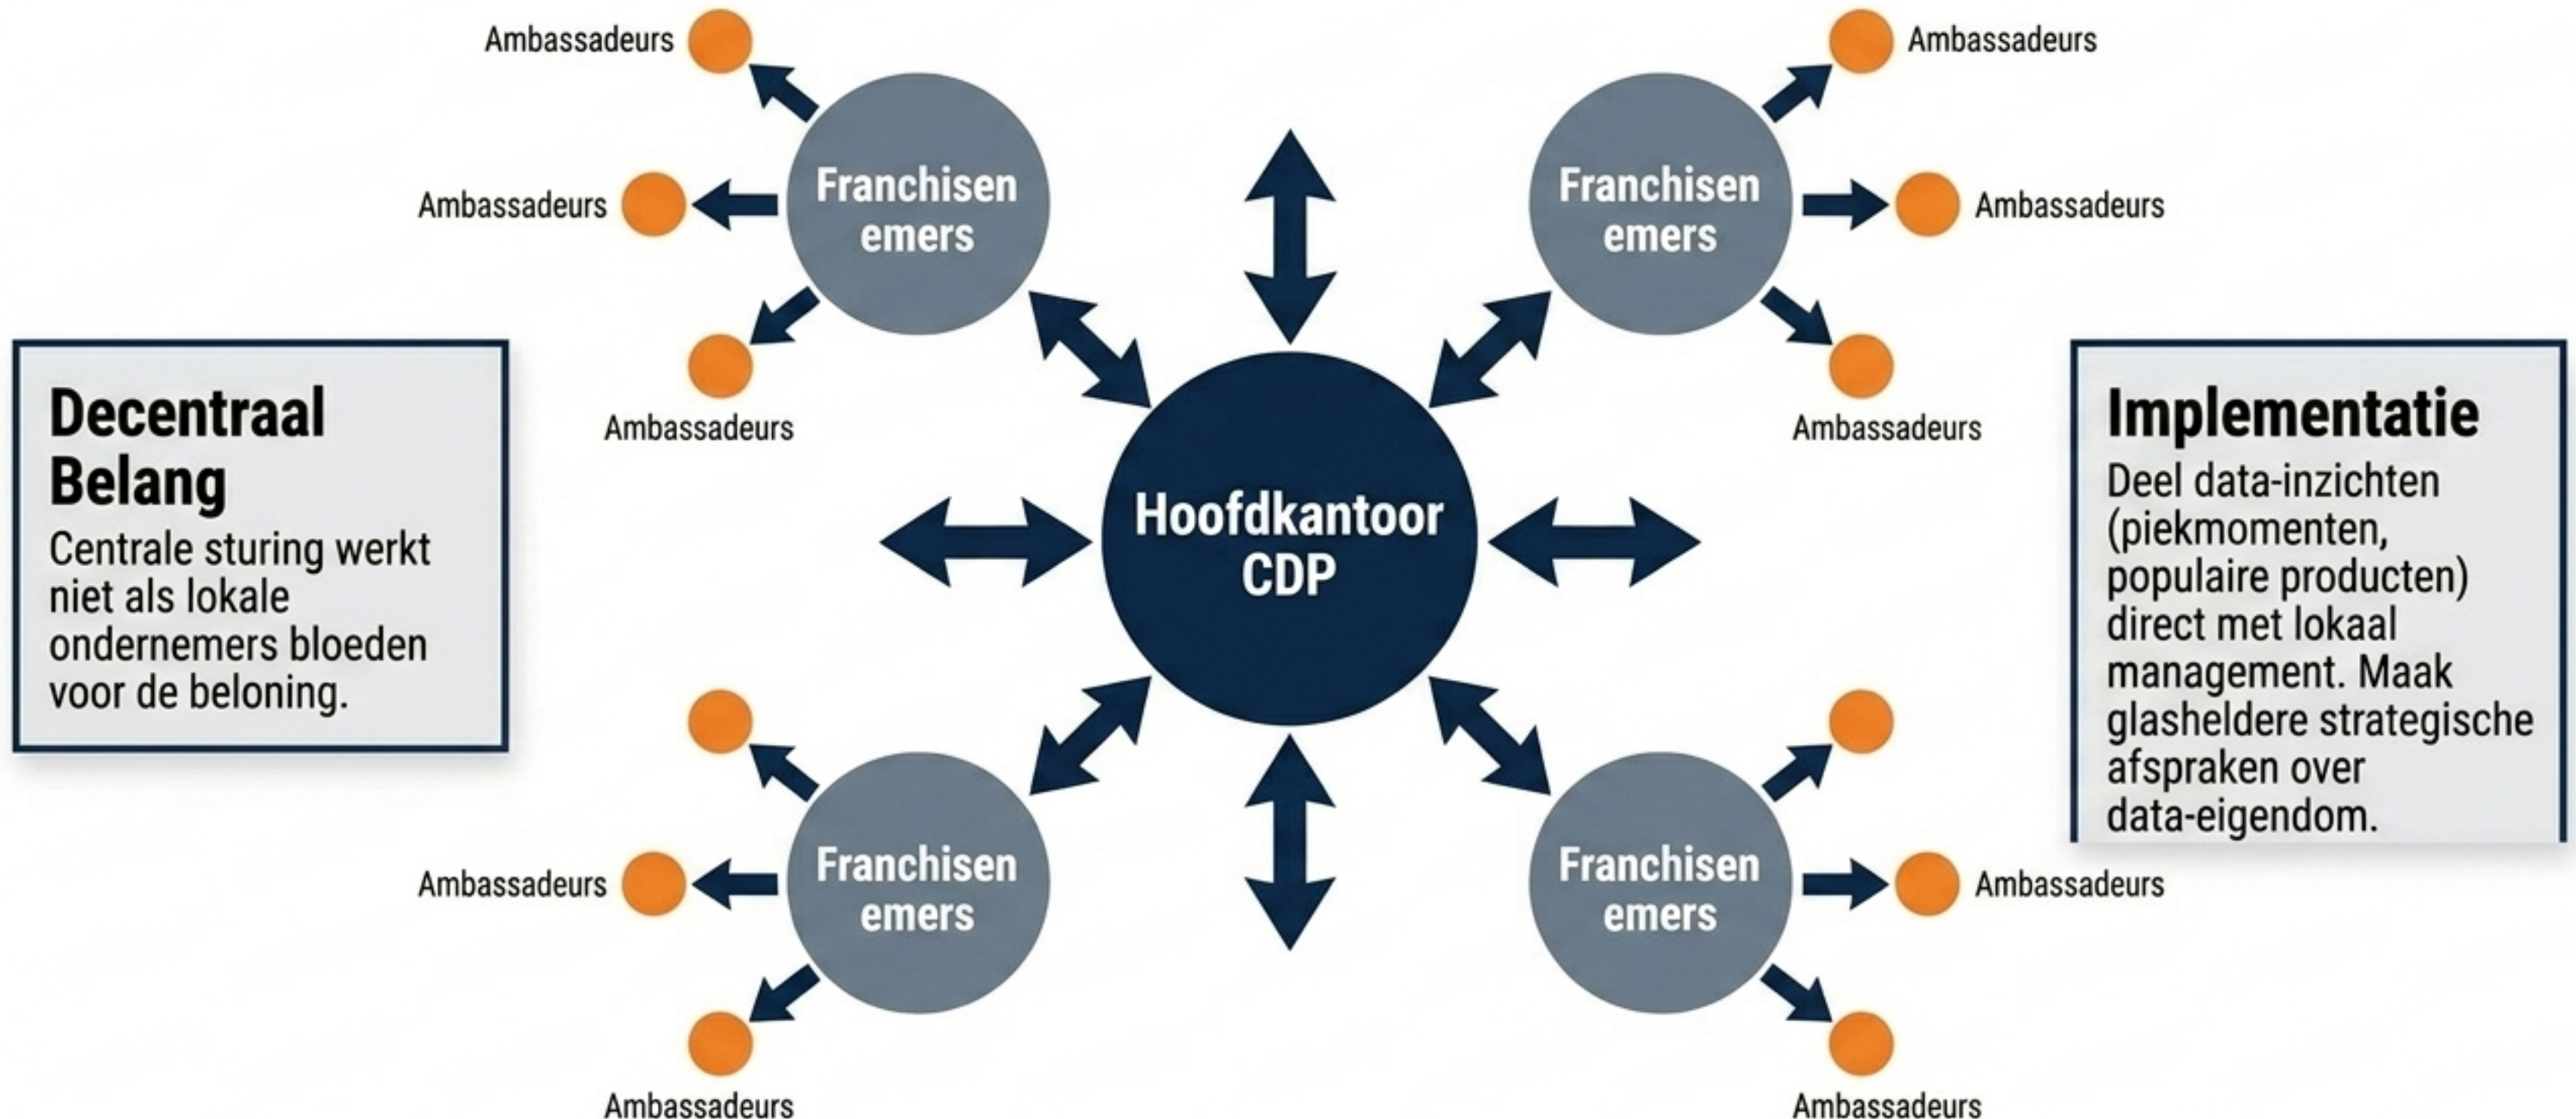 Ambassadeurs
Ambassadeurs
Ambassadeurs
Franchisen
emers
Franchisen
emers
Ambassadeurs
Ambassadeurs
Ambassadeurs
Decentraal
Belang
Centrale sturing werkt
niet als lokale
ondernemers bloeden
voor de beloning.
Hoofdkantoor
CDP
Implementatie
Deel data-inzichten
(piekmomenten,
populaire producten)
direct met lokaal
management. Maak
glasheldere strategische
afspraken over
data-eigendom.
Ambassadeurs
Franchisen
emers
Ambassadeurs
Franchisen
emers
Ambassadeurs
Ambassadeurs